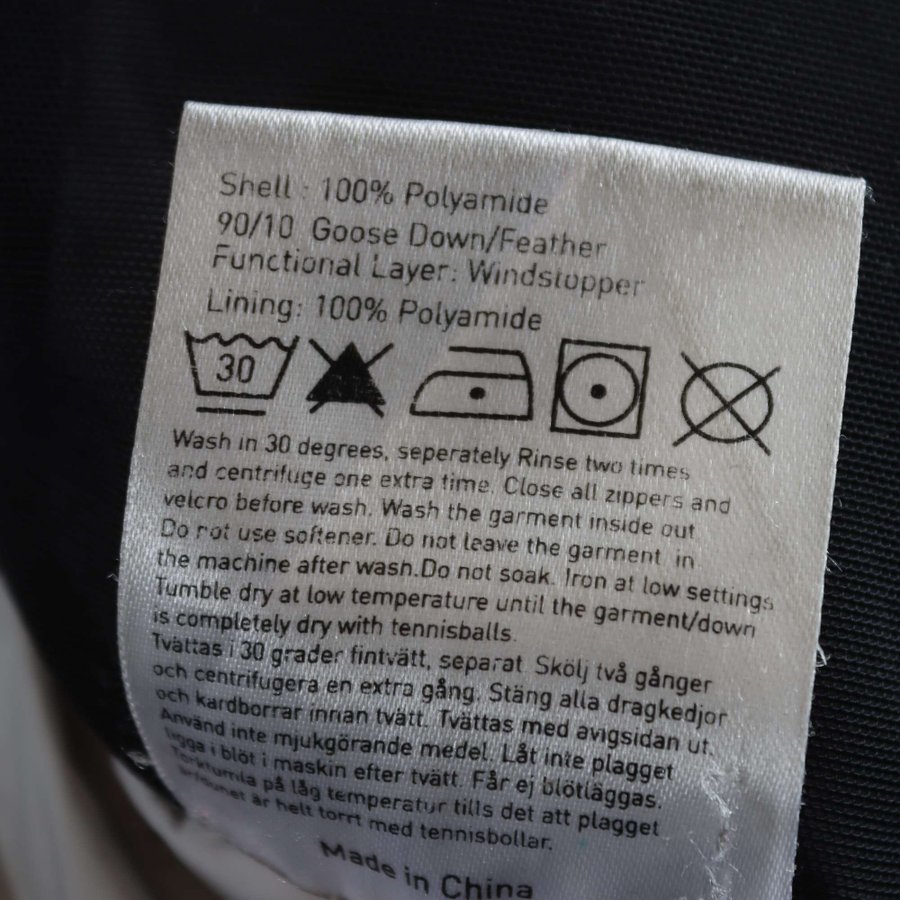 Shell : 100% Polyamide
90/10 Goose Down/Feather
Functional Layer: Windstopper
Lining: 100% Polyamide
30
Wash in 30 degrees, seperately Rinse two times
and centrifuge one extra time. Close all zippers and
velcro before wash. Wash the garment inside out
Do not use softener. Do not leave the garment in
the machine after wash.Do not soak. Iron at low settings
Tumble dry at low temperature until the garment/down
is completely dry with tennisballs.
Tvättas i 30 grader fintvätt, separat. Skölj två gånger
och centrifugera en extra gång. Stäng alla dragkedjor
och kardborrar innan tvätt. Tvättas med avigsidan ut.
Använd inte mjukgörande medel. Låt inte plagget
ligga i blöt i maskin efter tvätt. Får ej blötläggas.
Torktumla på låg temperatur tills det att plagget
är helt torrt med tennisbollar.
Made in China